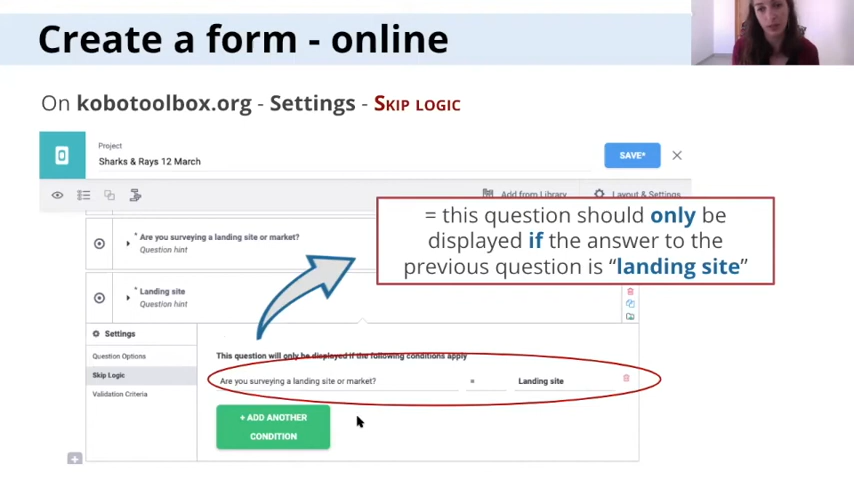 Create a form - online
On kobotoolbox.org - Settings - SKIP LOGIC
Project
Sharks & Rays 12 March
SAVE*
Add from Library
Layout & Settings
= this question should only be
displayed if the answer to the
previous question is “landing site”
* Are you surveying a landing site or market?
Question hint
* Landing site
Question hint
Settings
Question Options
Skip Logic
Validation Criteria
This question will only be displayed if the following conditions apply
Are you surveying a landing site or market?
=
Landing site
+ ADD ANOTHER
CONDITION